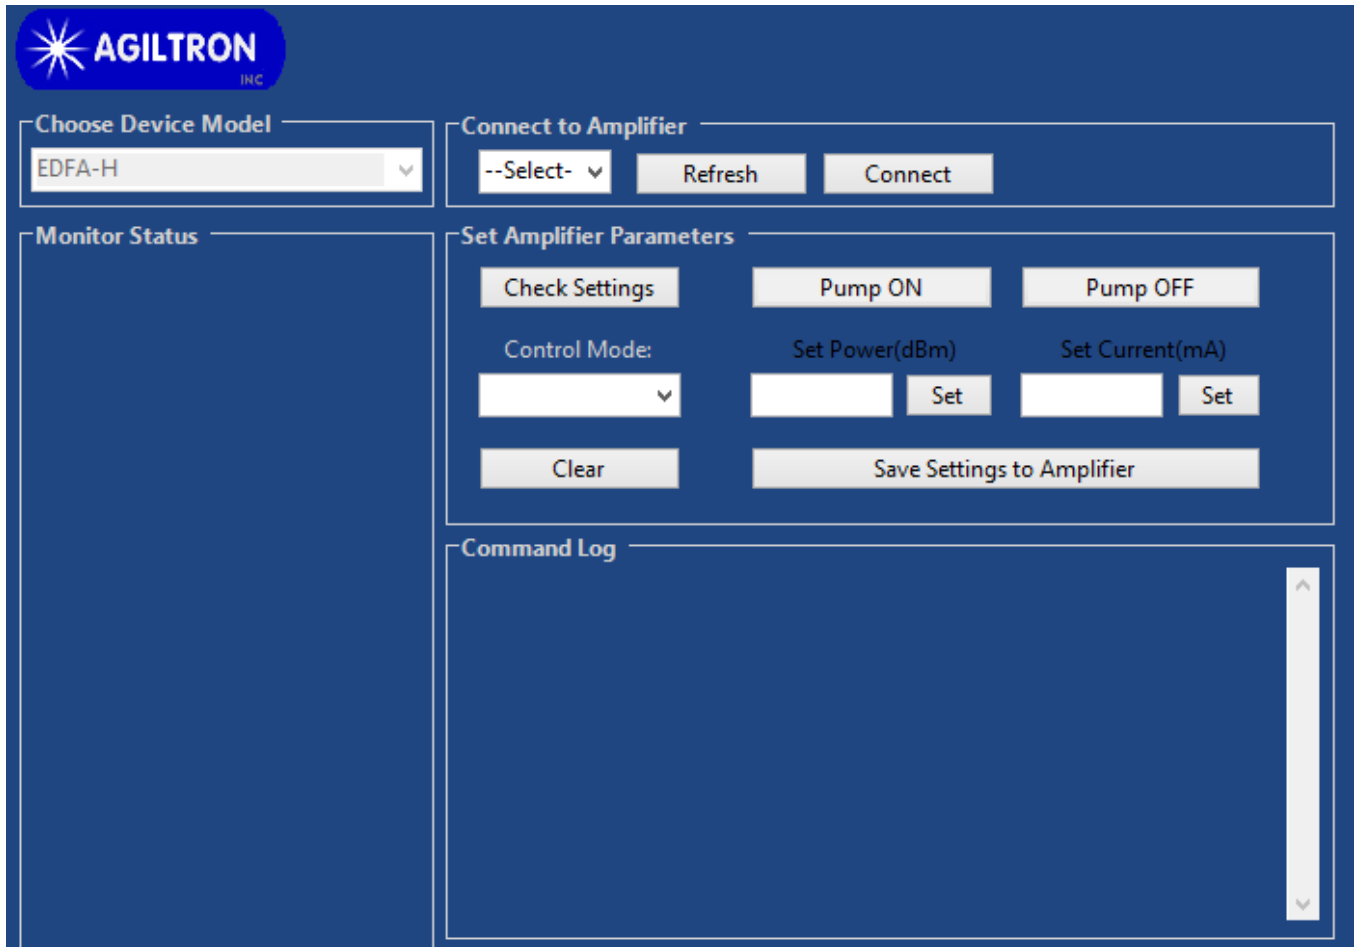 AGILTRON
INC
Choose Device Model
EDFA-H
Connect to Amplifier
--Select-
Refresh
Connect
Monitor Status
Set Amplifier Parameters
Check Settings
Pump ON
Pump OFF
Control Mode:
Set Power(dBm)
Set Current(mA)
Set
Set
Clear
Save Settings to Amplifier
Command Log